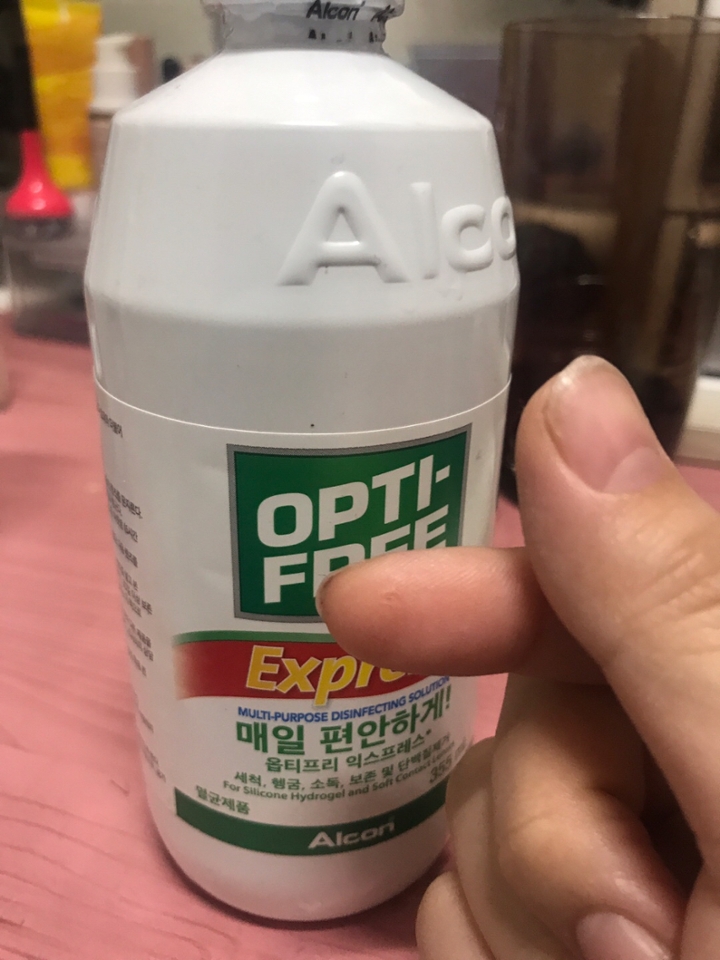 Alcon
Alco
OPTI-
FREE
MULTI-PURPOSE DISINFECTING SOLUTION
매일 편안하게!
옵티프리 익스프레스*
세척, 헹굼, 소독, 보존 및 단백질제거
For Silicone Hydrogel and Soft Contact Lenses
멸균제품
Alcon